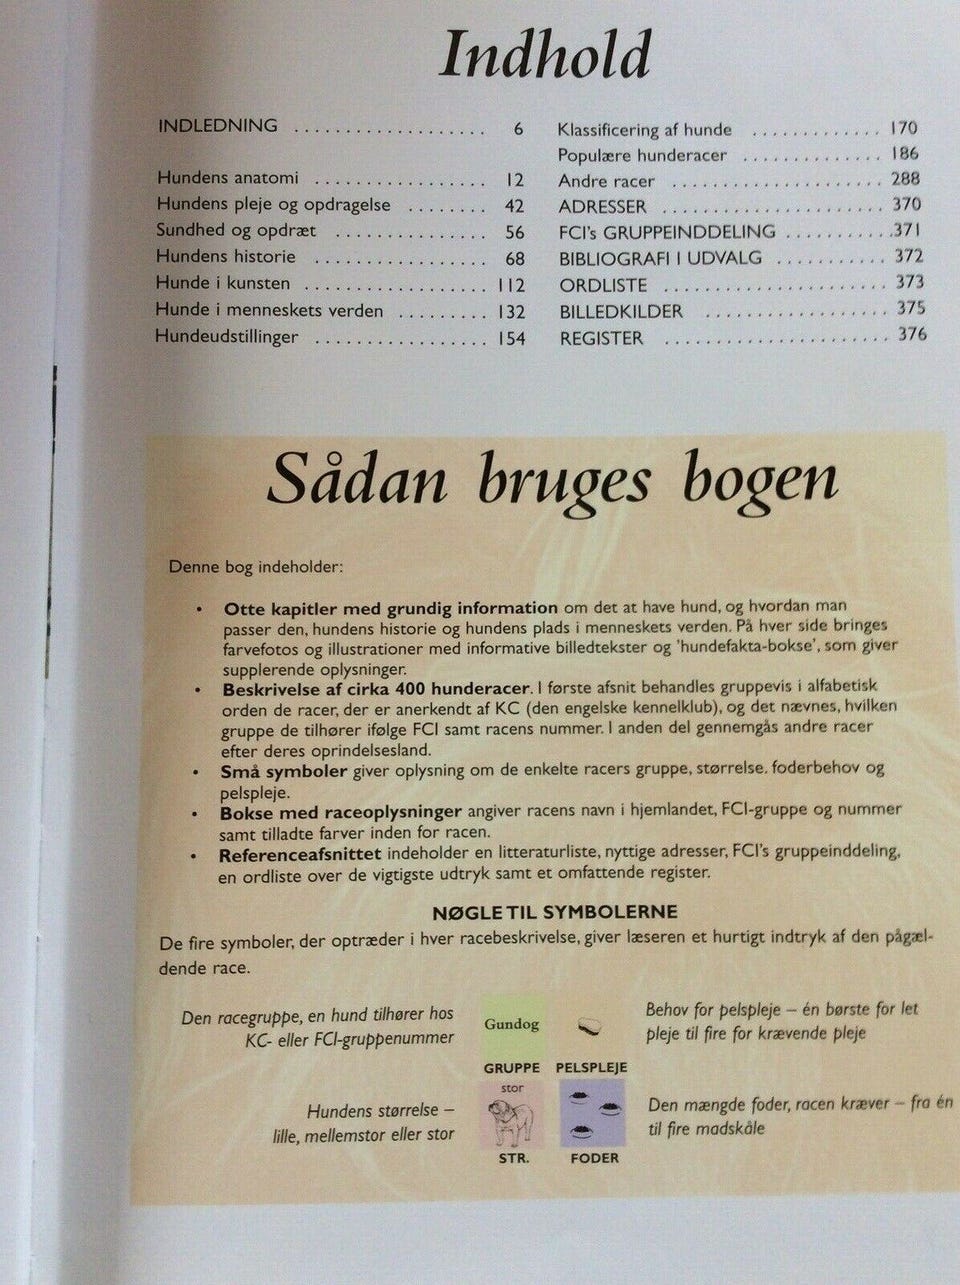 Indhold
INDLEDNING ................... 6
Hundens anatomi ................. 12
Hundens pleje og opdragelse ........ 42
Sundhed og opdræt ............... 56
Hundens historie ................. 68
Hunde i kunsten .................. 112
Hunde i menneskets verden ......... 132
Hundeudstillinger ................. 154
Klassificering af hunde ............. 170
Populære hunderacer .............. 186
Andre racer ..................... 288
ADRESSER ...................... 370
FCI's GRUPPEINDDELING ........... 371
BIBLIOGRAFI I UDVALG ........... 372
ORDLISTE ...................... 373
BILLEDKILDER .................. 375
REGISTER ...................... 376
Sådan bruges bogen
Denne bog indeholder:
• Otte kapitler med grundig information om det at have hund, og hvordan man
passer den, hundens historie og hundens plads i menneskets verden. På hver side bringes
farvefotos og illustrationer med informative billedtekster og 'hundefakta-bokse', som giver
supplerende oplysninger.
• Beskrivelse af cirka 400 hunderacer. I første afsnit behandles gruppevis i alfabetisk
orden de racer, der er anerkendt af KC (den engelske kennelklub), og det nævnes, hvilken
gruppe de tilhører ifølge FCI samt racens nummer. I anden del gennemgås andre racer
efter deres oprindelsesland.
• Små symboler giver oplysning om de enkelte racers gruppe, størrelse. foderbehov og
pelspleje.
• Bokse med raceoplysninger angiver racens navn i hjemlandet, FCI-gruppe og nummer
samt tilladte farver inden for racen.
• Referenceafsnittet indeholder en litteraturliste, nyttige adresser, FCI's gruppeinddeling,
en ordliste over de vigtigste udtryk samt et omfattende register.
NØGLE TIL SYMBOLERNE
De fire symboler, der optræder i hver racebeskrivelse, giver læseren et hurtigt indtryk af den pågæl-
dende race.
Den racegruppe, en hund tilhører hos
KC- eller FCI-gruppenummer
Gundog
GRUPPE
PELSPLEJE
Behov for pelspleje – én børste for let
pleje til fire for krævende pleje
Hundens størrelse –
lille, mellemstor eller stor
stor
STR.
FODER
Den mængde foder, racen kræver – fra én
til fire madskåle